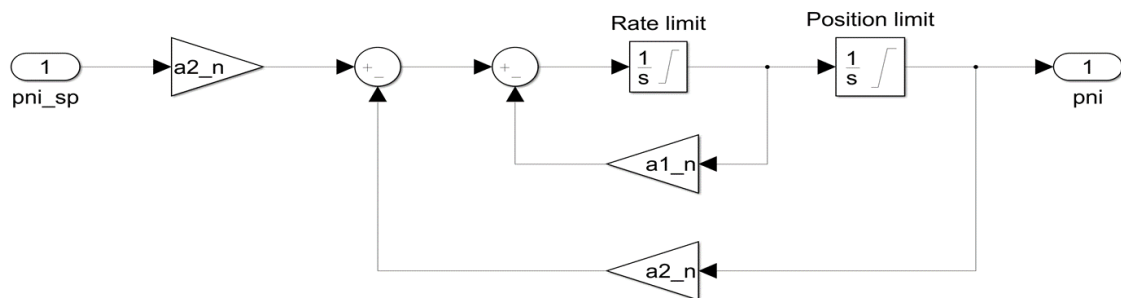 Rate limit
Position limit
1
pni_sp
a2_n
+
−
+
−
1
s
1
s
1
pni
a1_n
a2_n